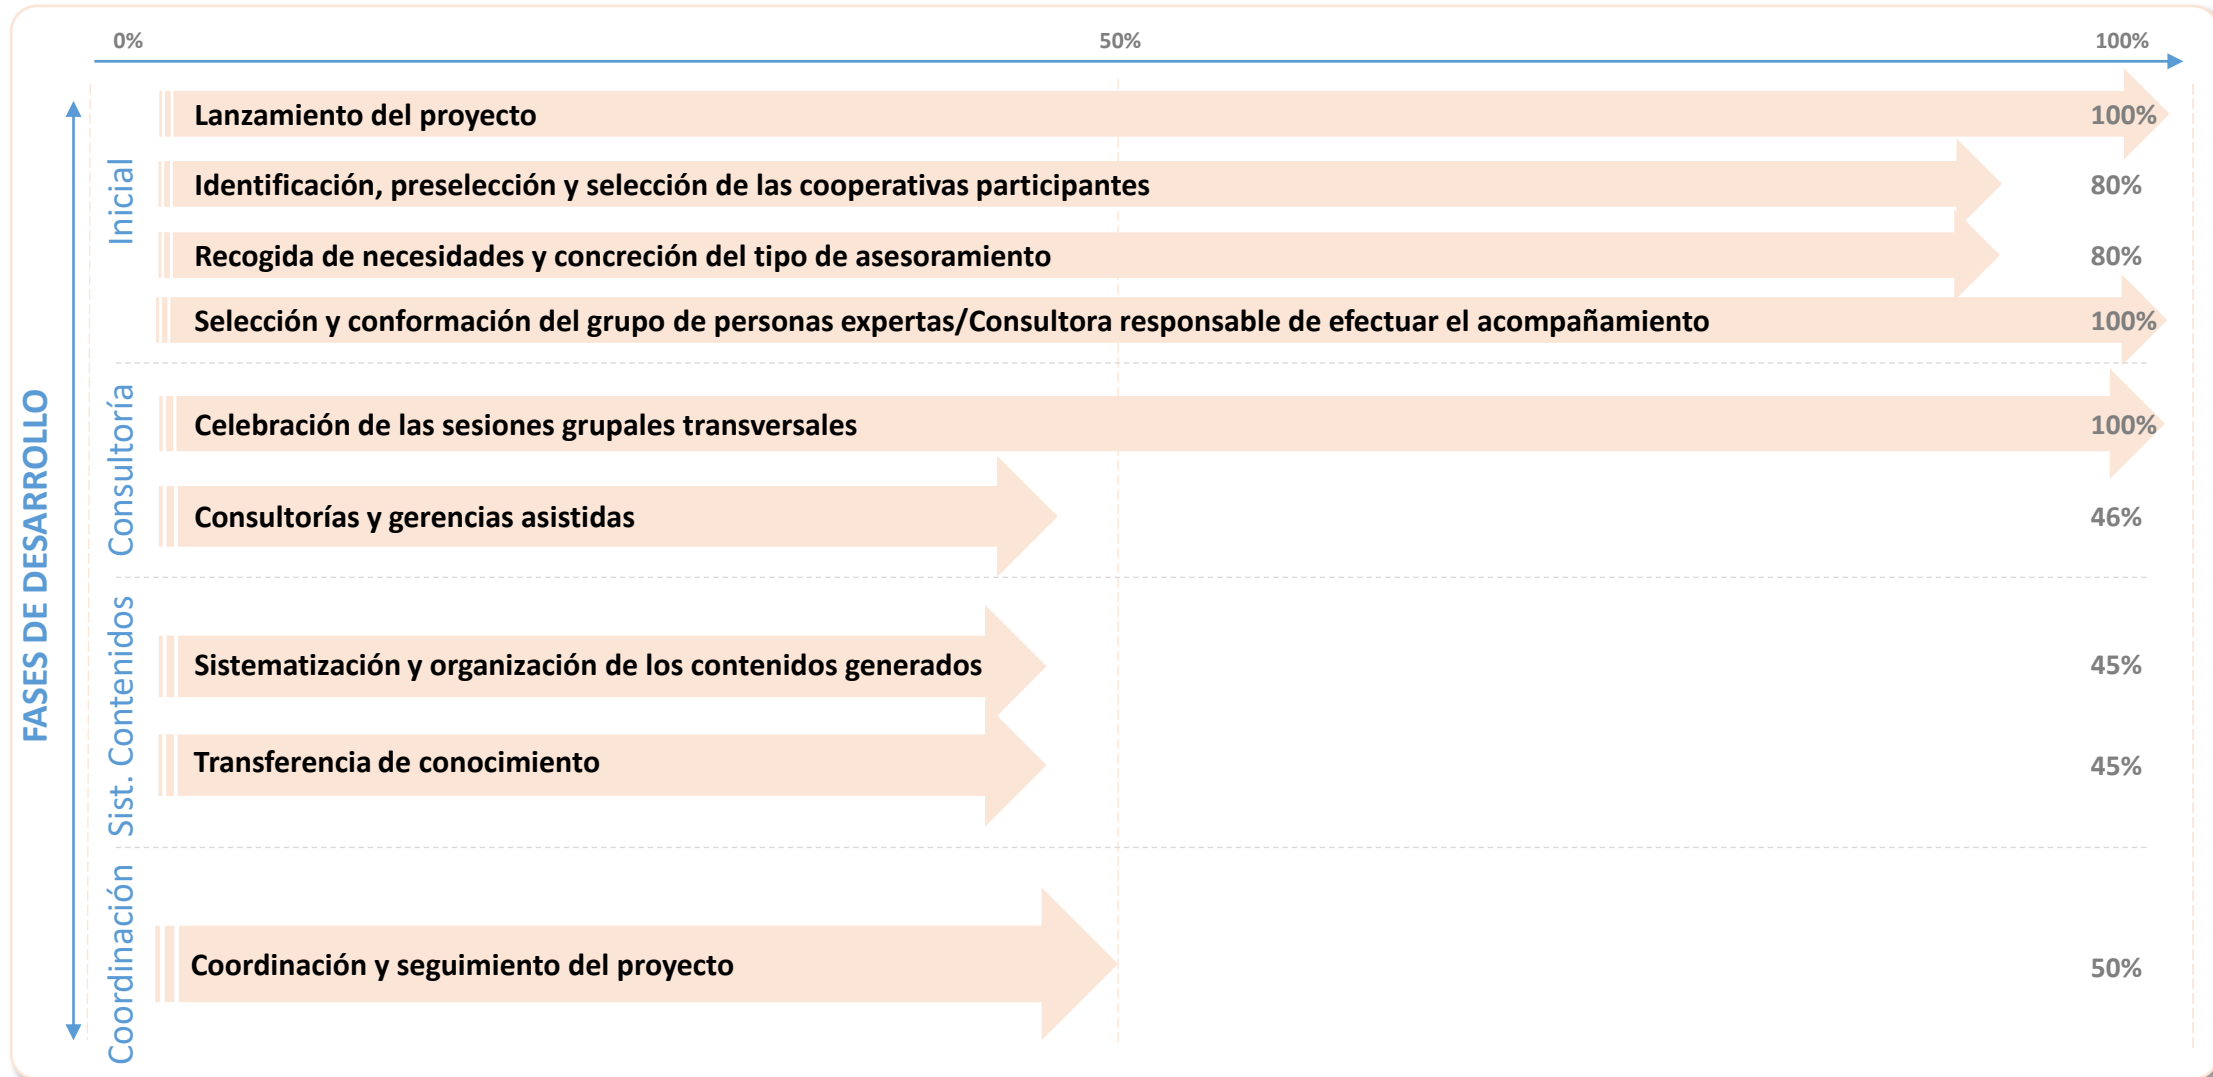 0% 50% 100%
FASES DE DESARROLLO
Inicial
Lanzamiento del proyecto 100%
Identificación, preselección y selección de las cooperativas participantes 80%
Recogida de necesidades y concreción del tipo de asesoramiento 80%
Selección y conformación del grupo de personas expertas/Consultora responsable de efectuar el acompañamiento 100%
Consultoría
Celebración de las sesiones grupales transversales 100%
Consultorías y gerencias asistidas 46%
Sist. Contenidos
Sistematización y organización de los contenidos generados 45%
Transferencia de conocimiento 45%
Coordinación
Coordinación y seguimiento del proyecto 50%